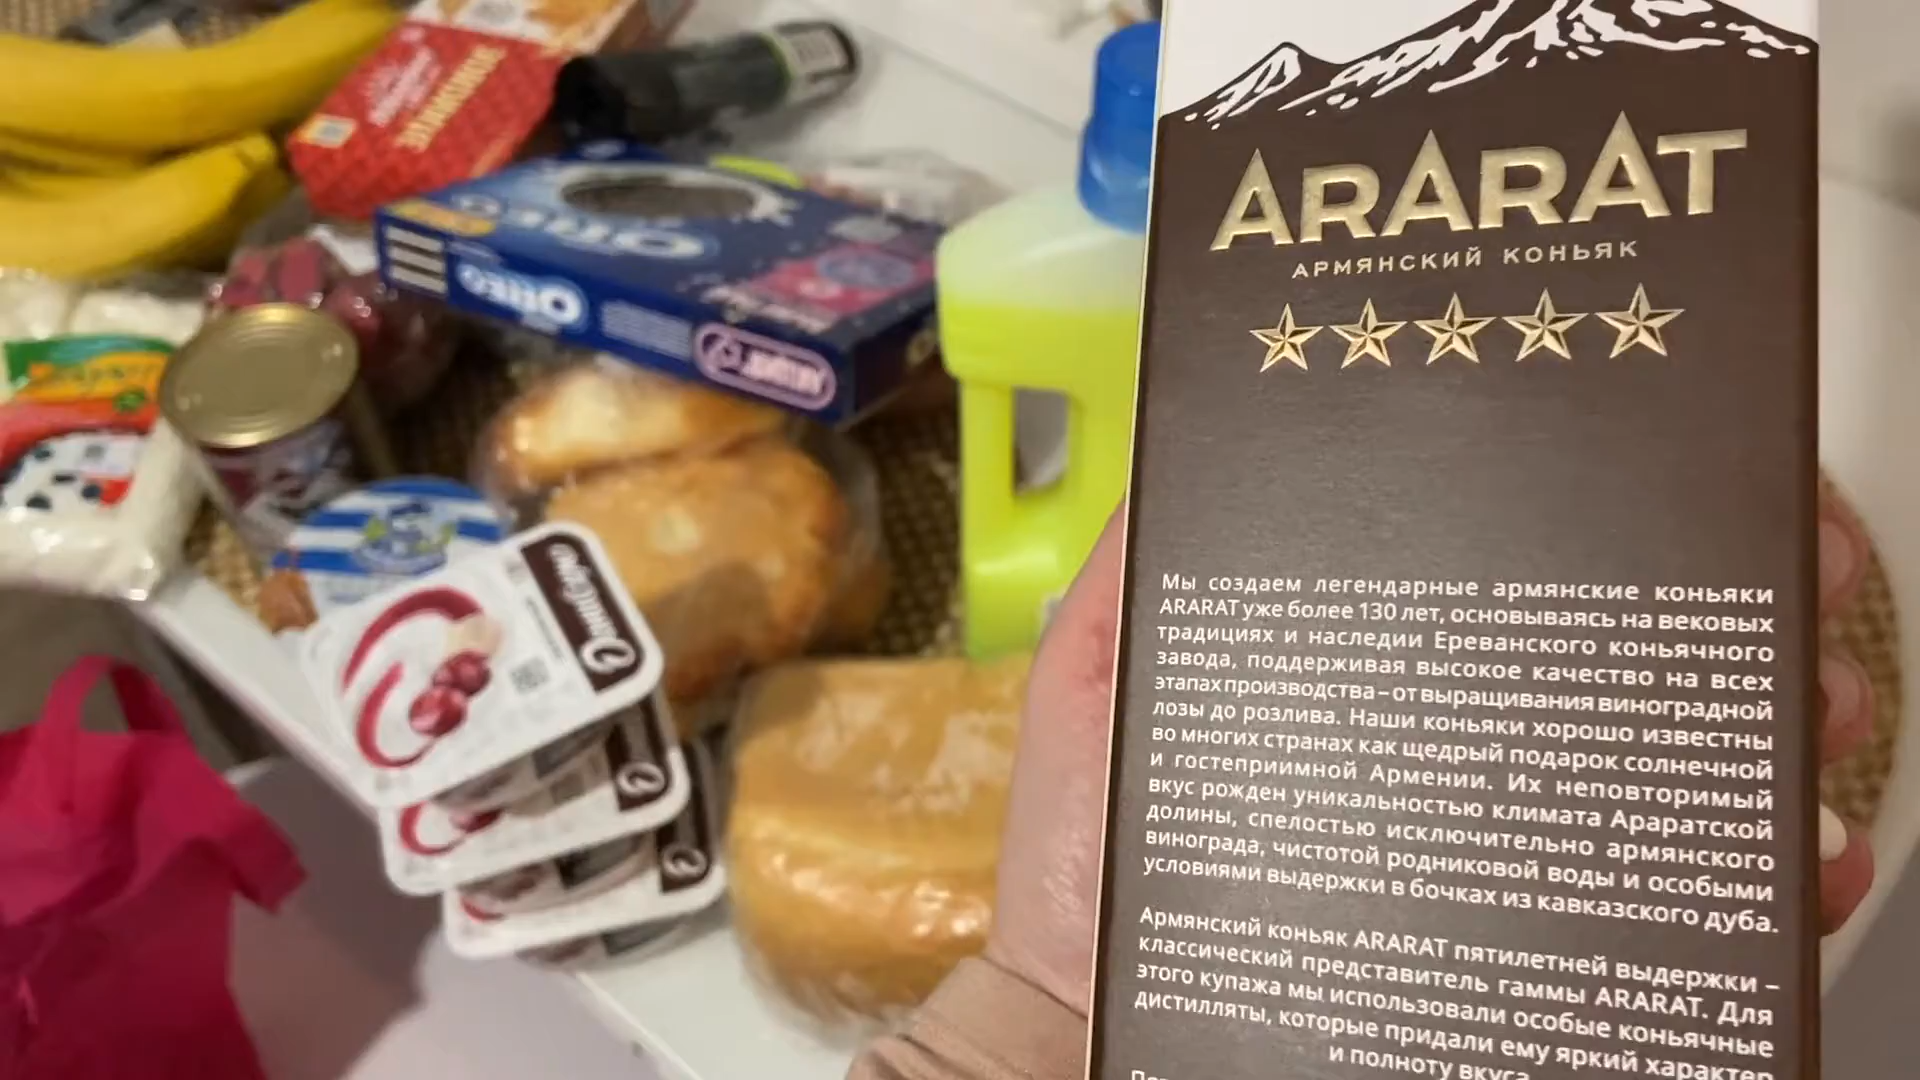 ARARAT
АРМЯНСКИЙ КОНЬЯК
Мы создаем легендарные армянские коньяки
ARARAT уже более 130 лет, основываясь на вековых
традициях и наследии Ереванского коньячного
завода, поддерживая высокое качество на всех
этапах производства – от выращивания виноградной
лозы до розлива. Наши коньяки хорошо известны
во многих странах как щедрый подарок солнечной
и гостеприимной Армении. Их неповторимый
вкус рожден уникальностью климата Араратской
долины, спелостью исключительно армянского
винограда, чистотой родниковой воды и особыми
условиями выдержки в бочках из кавказского дуба.
Армянский коньяк ARARAT пятилетней выдержки –
классический представитель гаммы ARARAT. Для
этого купажа мы использовали особые коньячные
дистилляты, которые придали ему яркий характер
и полноту вкуса
OREO
OREO